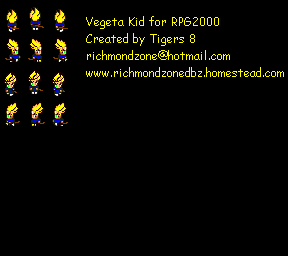 Vegeta Kid for RPG2000
Created by Tigers 8
richmondzone@hotmail.com
www.richmondzonedbz.homestead.com